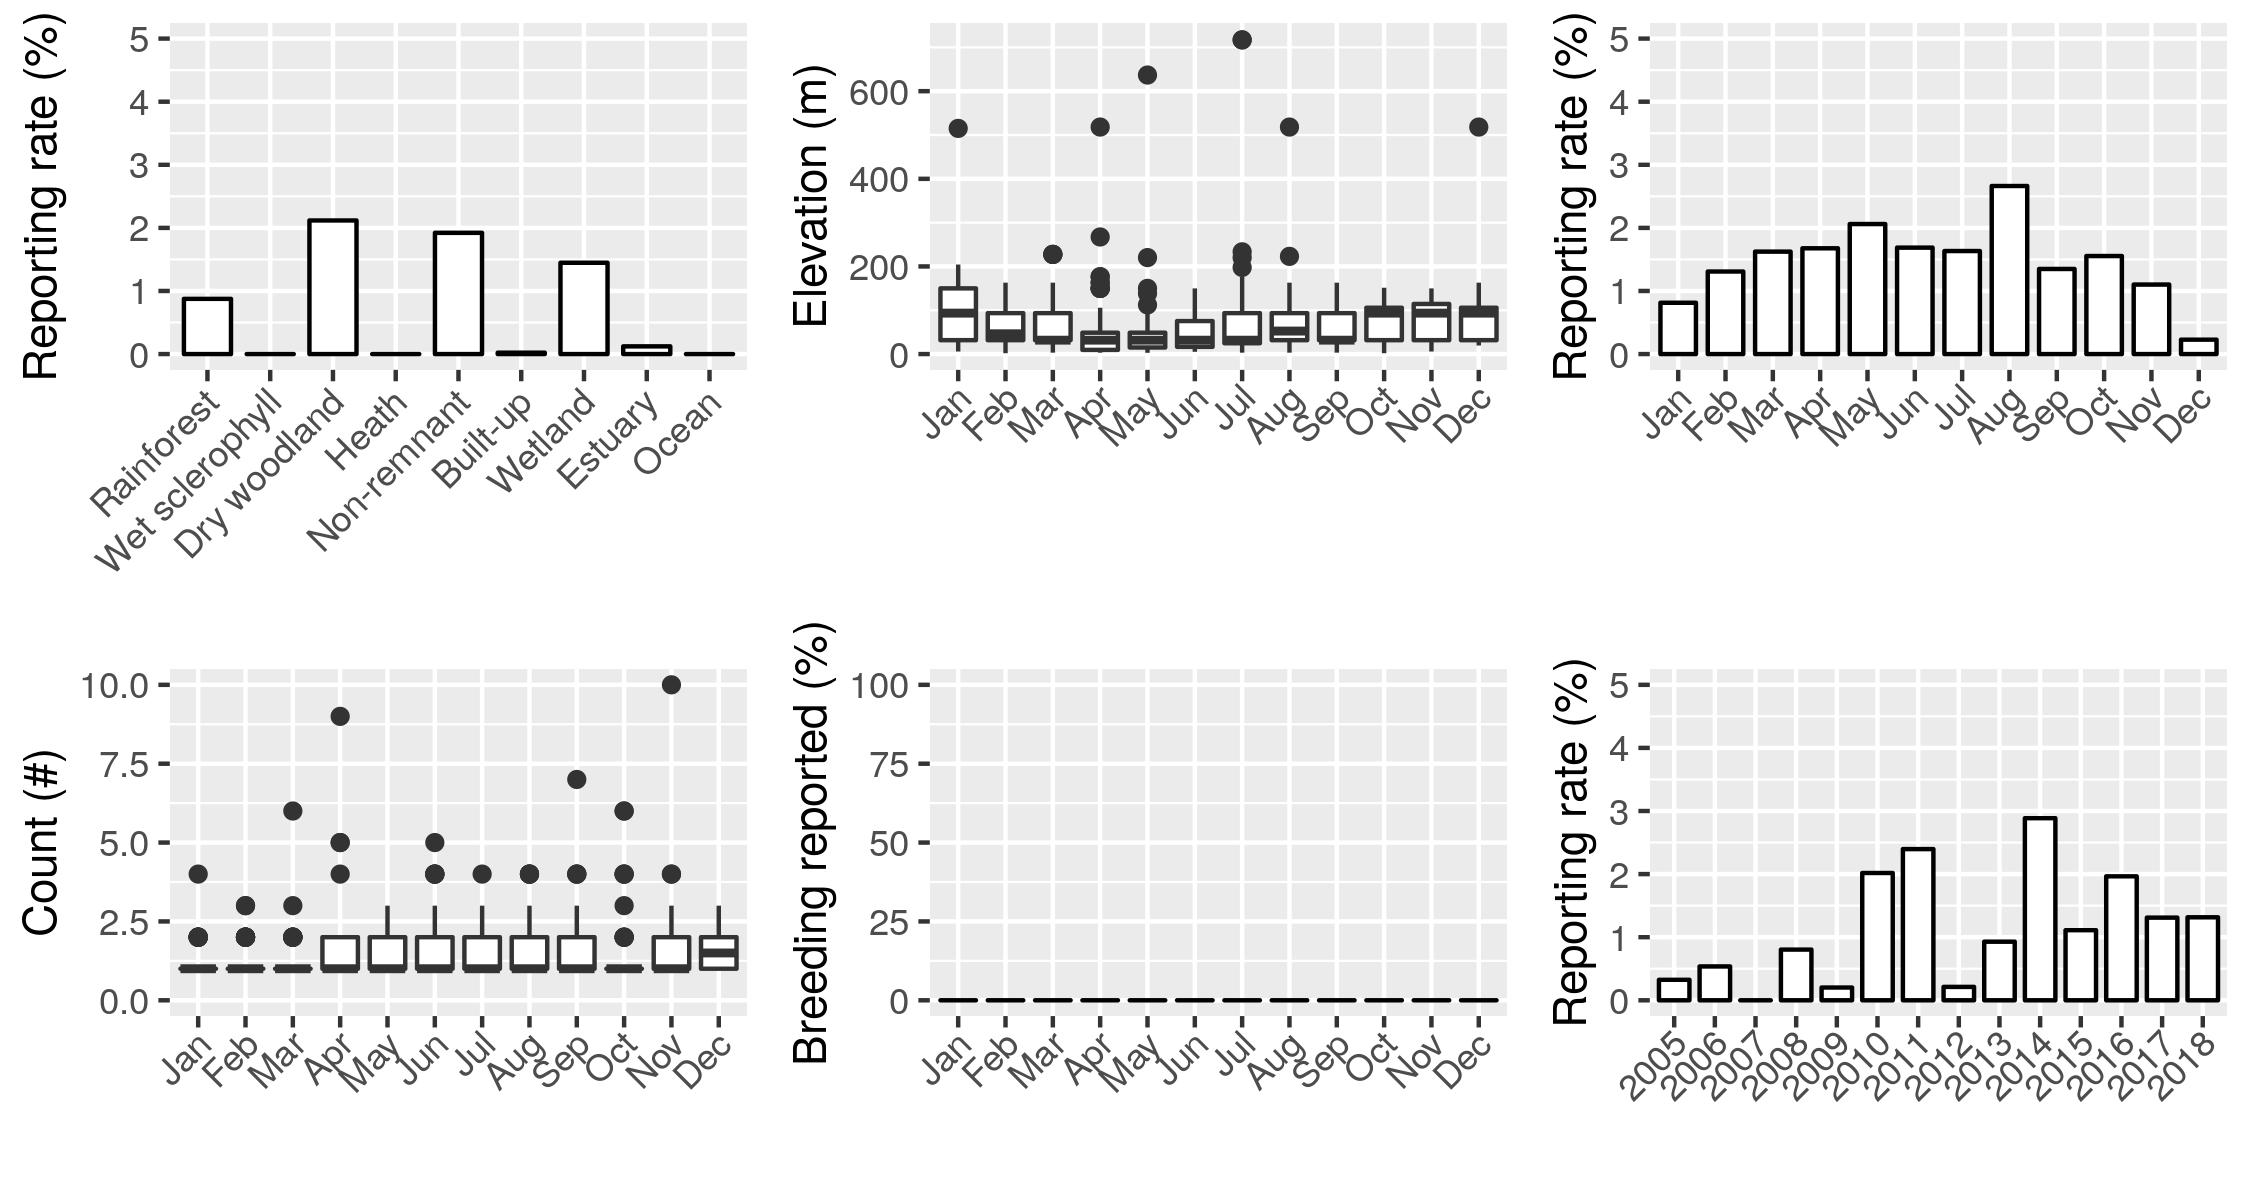 Reporting rate (%)
5
4
3
2
1
0
Rainforest
Wet sclerophyll
Dry woodland
Heath
Non-remnant
Built-up
Wetland
Estuary
Ocean
Elevation (m)
600
400
200
0
Jan
Feb
Mar
Apr
May
Jun
Jul
Aug
Sep
Oct
Nov
Dec
Reporting rate (%)
5
4
3
2
1
0
Jan
Feb
Mar
Apr
May
Jun
Jul
Aug
Sep
Oct
Nov
Dec
Count (#)
10.0
7.5
5.0
2.5
0.0
Jan
Feb
Mar
Apr
May
Jun
Jul
Aug
Sep
Oct
Nov
Dec
Breeding reported (%)
100
75
50
25
0
Jan
Feb
Mar
Apr
May
Jun
Jul
Aug
Sep
Oct
Nov
Dec
Reporting rate (%)
5
4
3
2
1
0
2005
2006
2007
2008
2009
2010
2011
2012
2013
2014
2015
2016
2017
2018